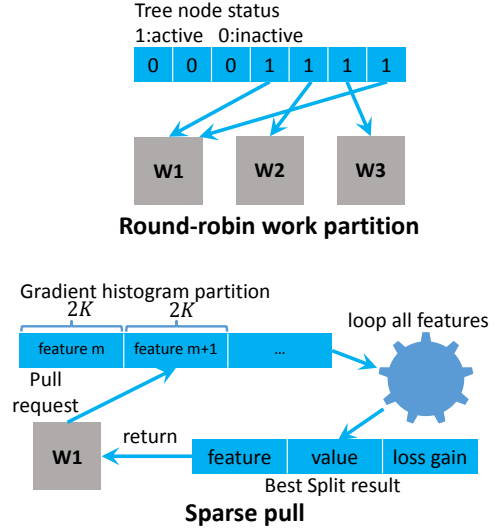 Tree node status
1:active 0:inactive
0 0 0 1 1 1 1
W1 W2 W3
Round-robin work partition
Gradient histogram partition
2K 2K
loop all features
feature m feature m+1 ...
Pull
request
W1
return
feature value loss gain
Best Split result
Sparse pull